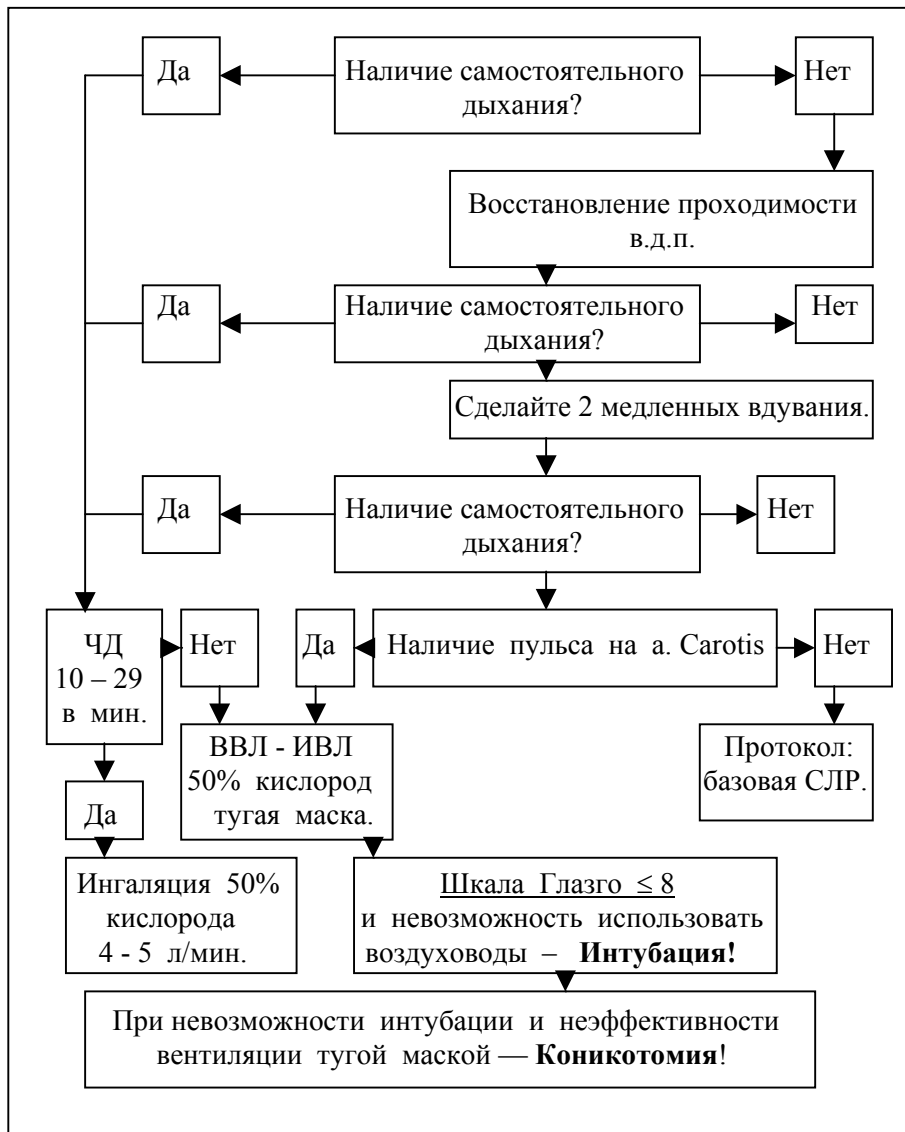 Да
Наличие самостоятельного
дыхания?
Нет
Восстановление проходимости
в.д.п.
Да
Наличие самостоятельного
дыхания?
Нет
Сделайте 2 медленных вдувания.
Да
Наличие самостоятельного
дыхания?
Нет
ЧД
10 – 29
в мин.
Нет
Да
Наличие пульса на a. Carotis
Нет
ВВЛ - ИВЛ
50% кислород
тугая маска.
Протокол:
базовая СЛР.
Да
Ингаляция 50%
кислорода
4 - 5 л/мин.
Шкала Глазго ≤ 8
и невозможность использовать
воздуховоды – Интубация!
При невозможности интубации и неэффективности
вентиляции тугой маской — Коникотомия!